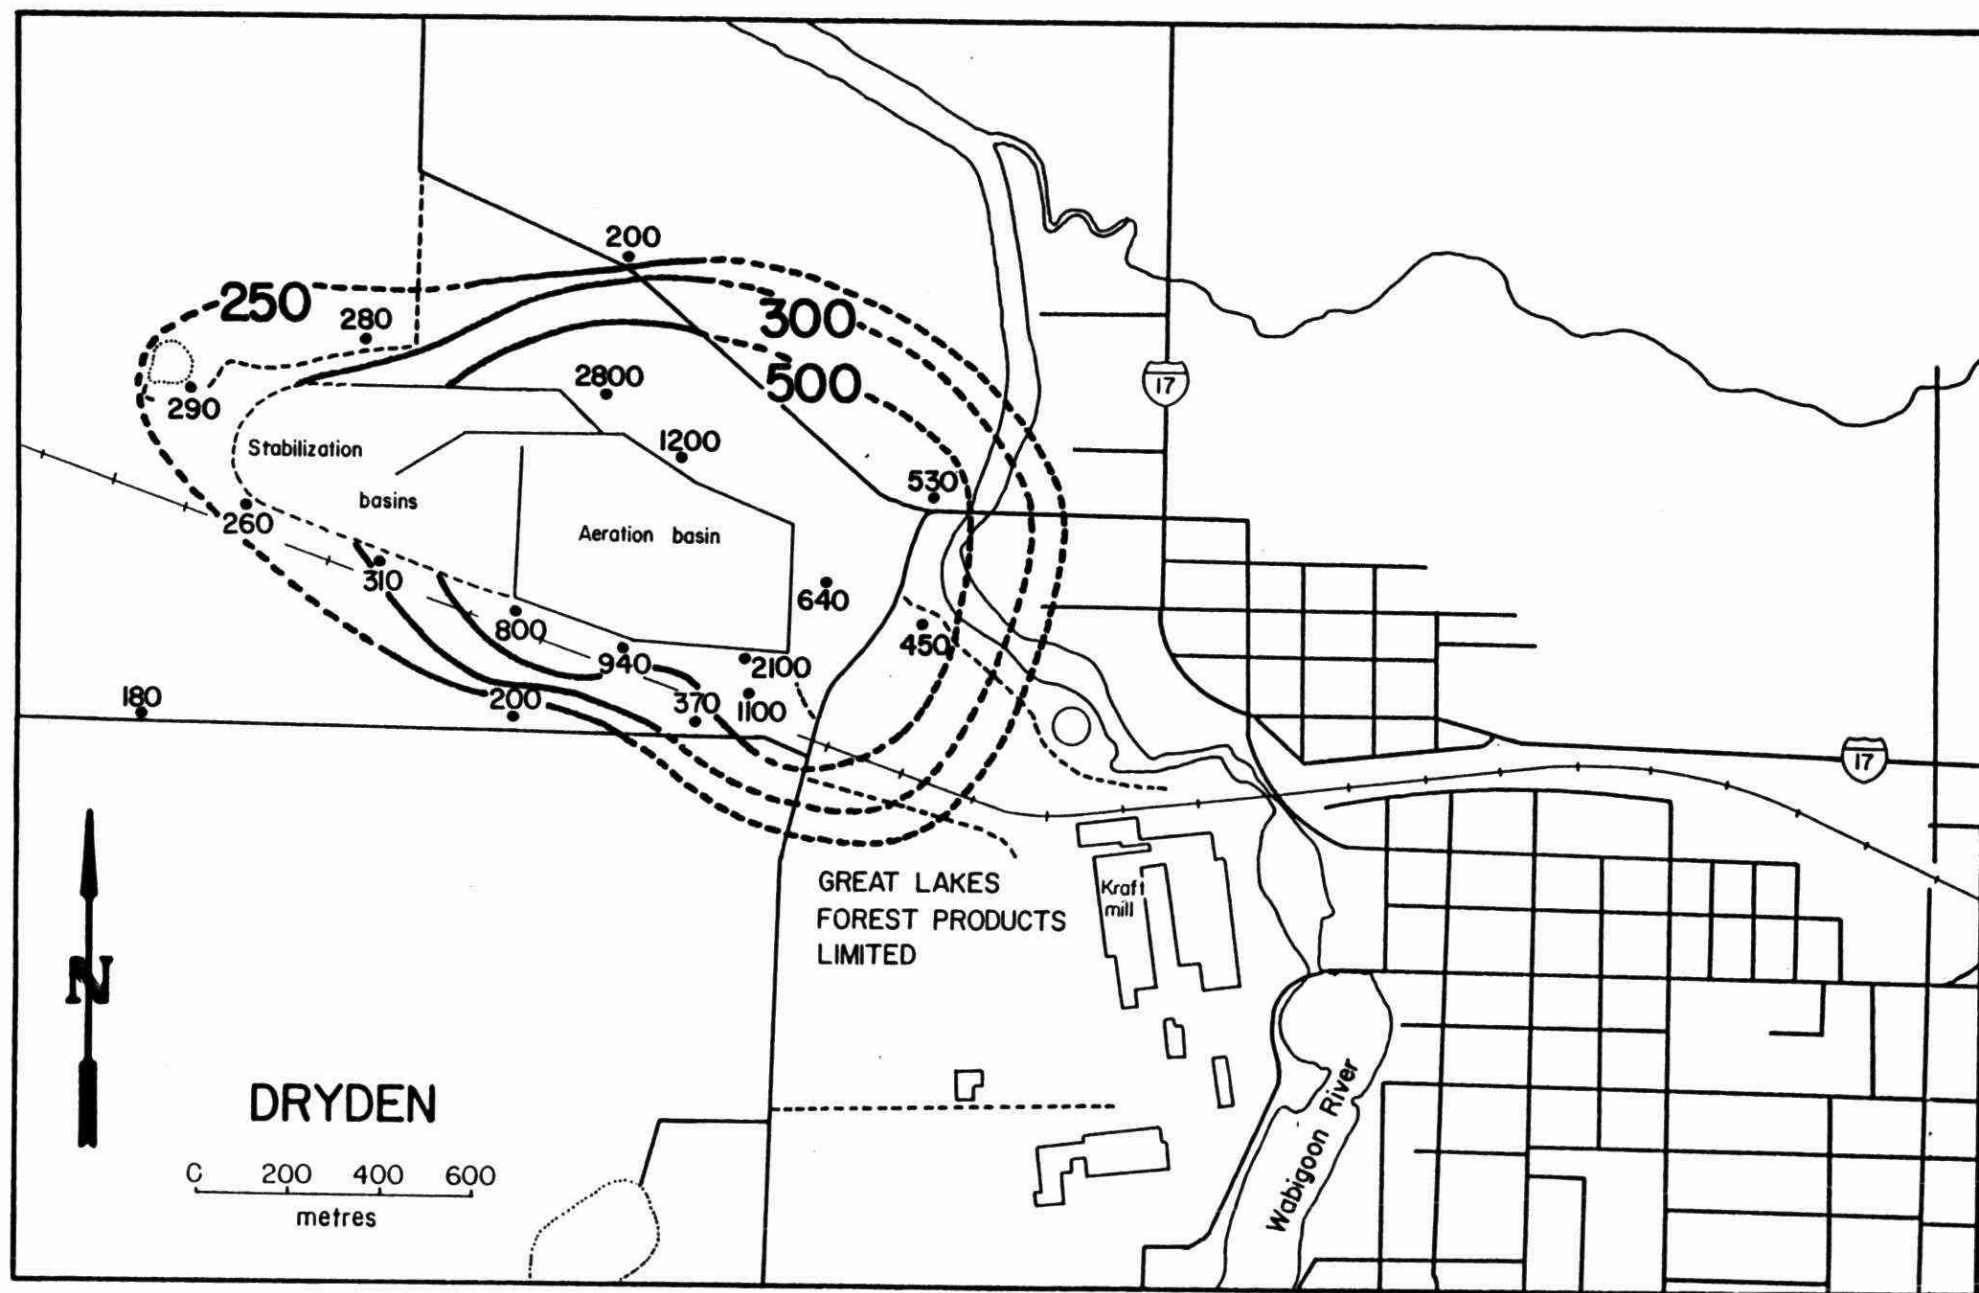 200
250
280
300
2800
500
17
290
1200
Stabilization
530
basins
260
Aeration basin
310
640
800
450
940
2100
180
200
370
1100
17
GREAT LAKES
FOREST PRODUCTS
LIMITED
Kraft
mill
N
DRYDEN
0 200 400 600
metres
Wabigoon River